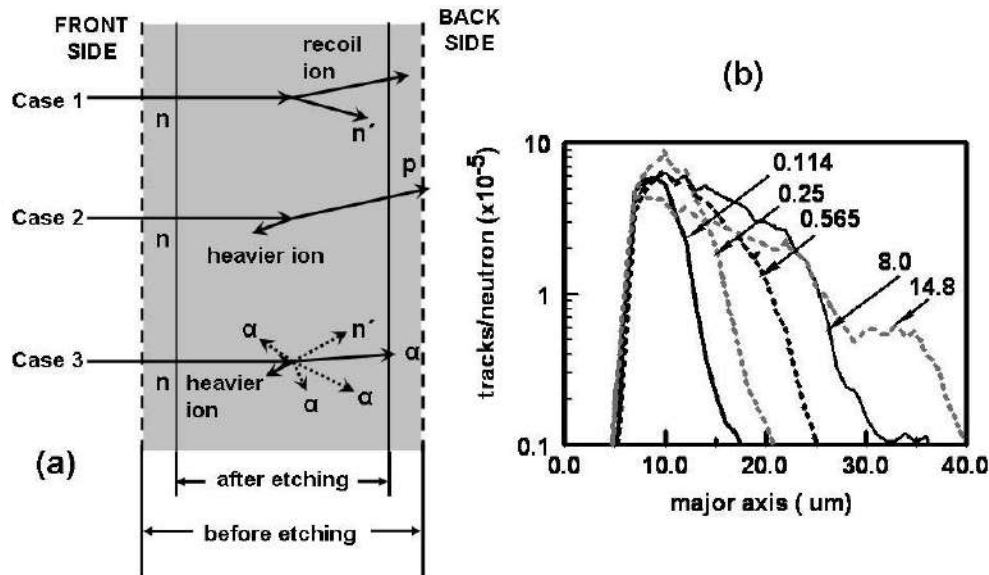 FRONT SIDE
BACK SIDE
recoil ion
Case 1
n
n´
p
Case 2
n
heavier ion
Case 3
α
n´
α
n
heavier ion
α
α
(a)
after etching
before etching
(b)
tracks/neutron (x10⁻⁵)
10
1
0.1
0.114
0.25
0.565
8.0
14.8
0.0 10.0 20.0 30.0 40.0
major axis ( um)